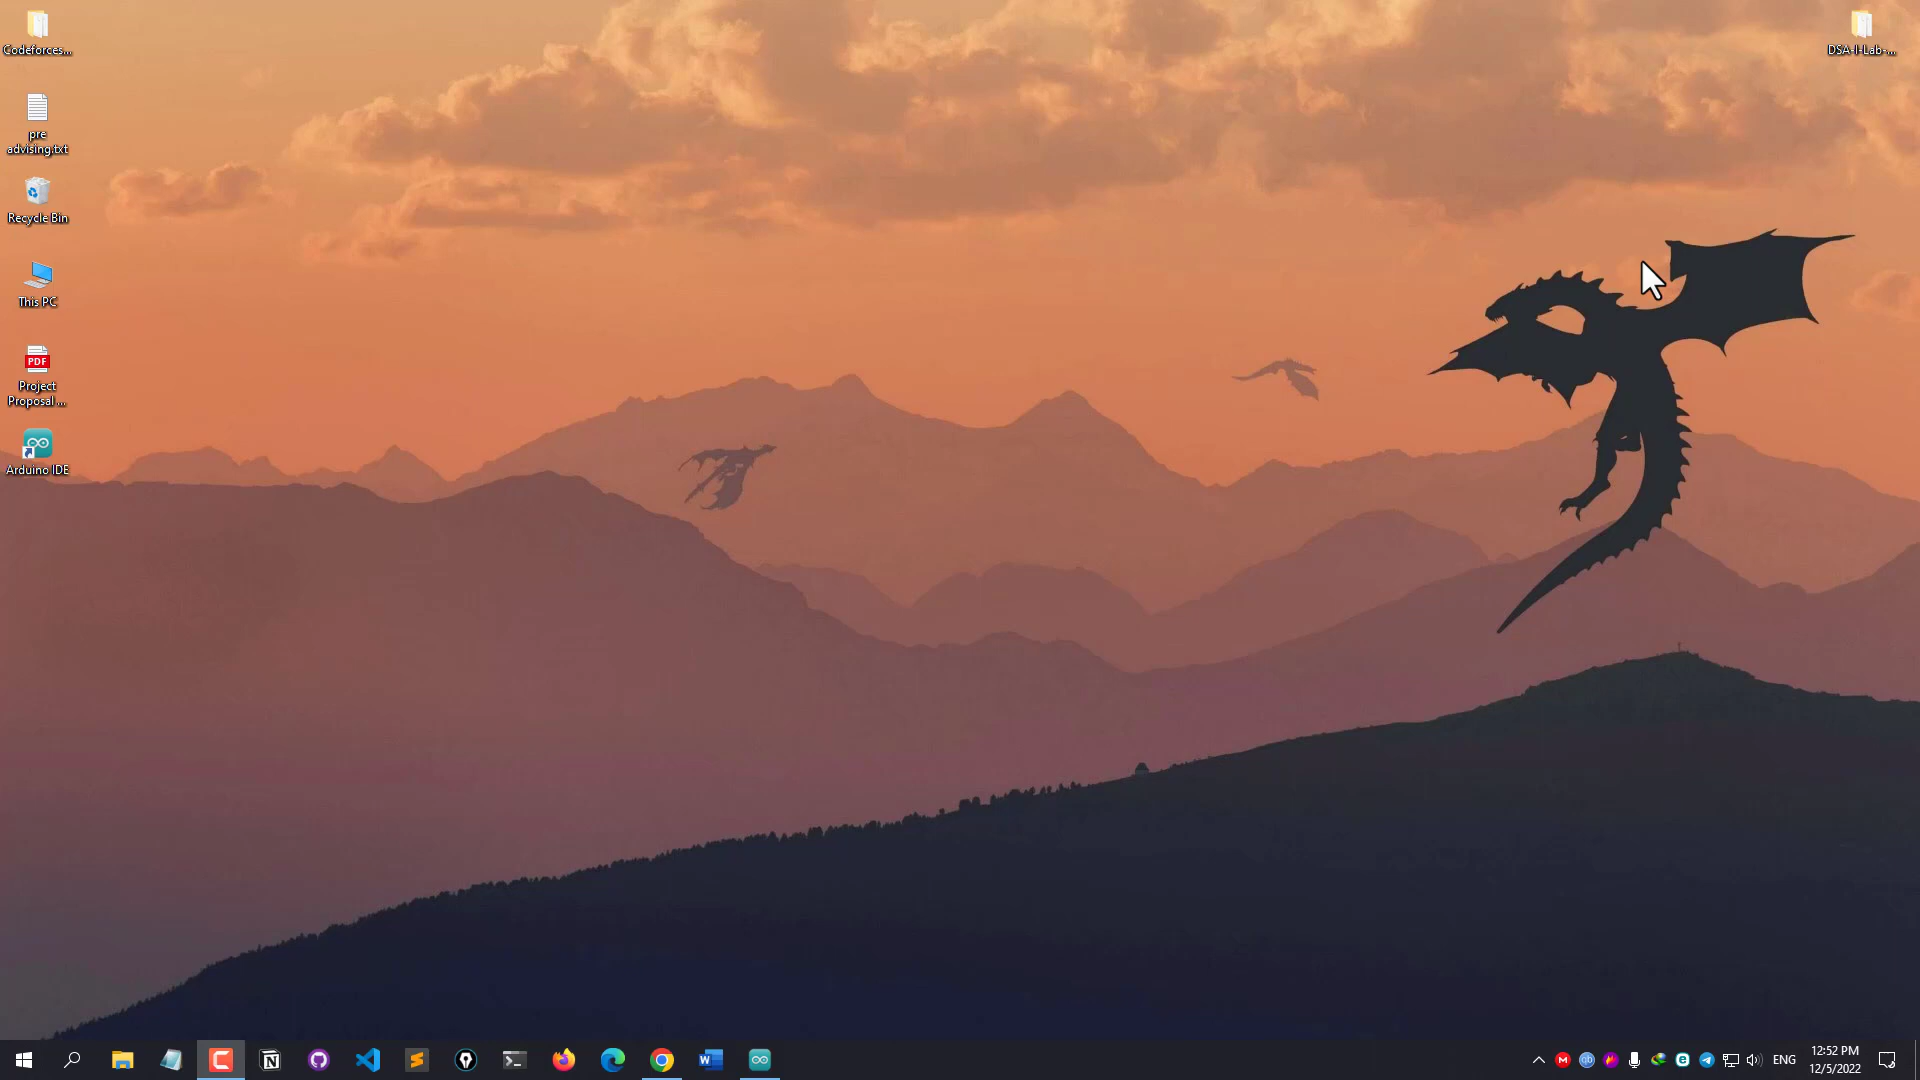 Codeforces...
pre
advising.txt
Recycle Bin
This PC
PDF
Project
Proposal ...
Arduino IDE
DSA-I-Lab-...
ENG
12:52 PM
12/5/2022